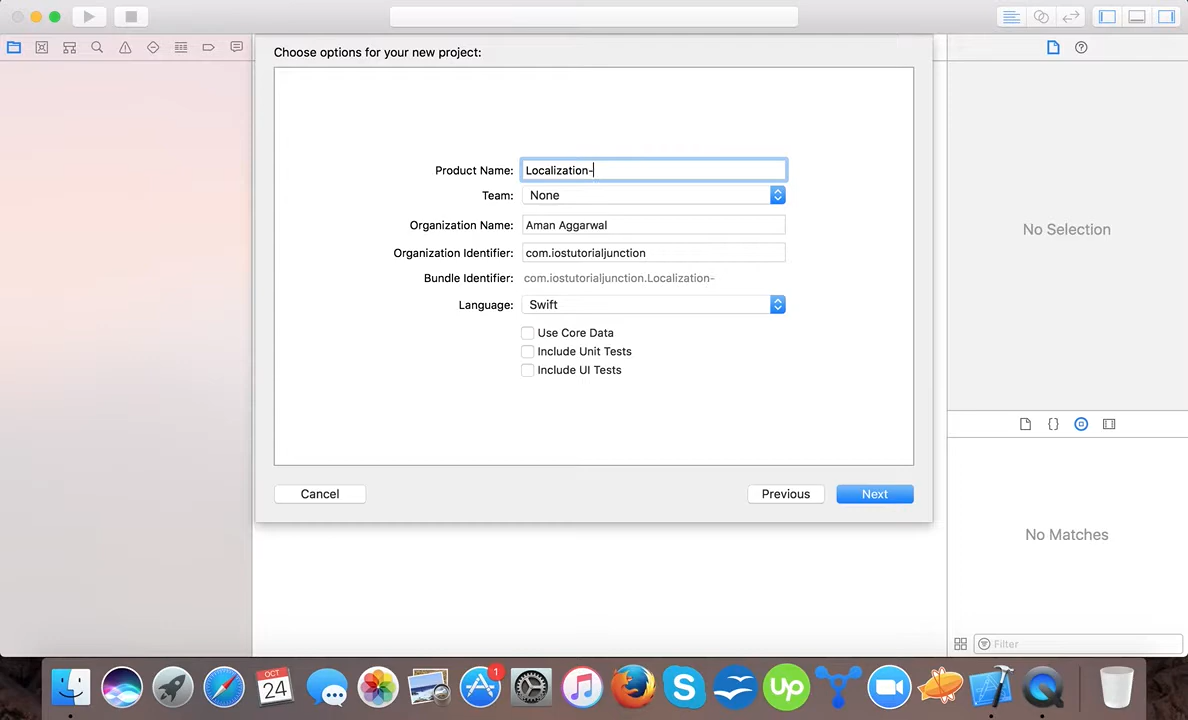 Choose options for your new project:
Product Name: Localization-
Team: None
Organization Name: Aman Aggarwal
Organization Identifier: com.iostutorialjunction
Bundle Identifier: com.iostutorialjunction.Localization-
Language: Swift
Use Core Data
Include Unit Tests
Include UI Tests
Cancel
Previous
Next
No Selection
No Matches
Filter
OCT
24
1
S
up